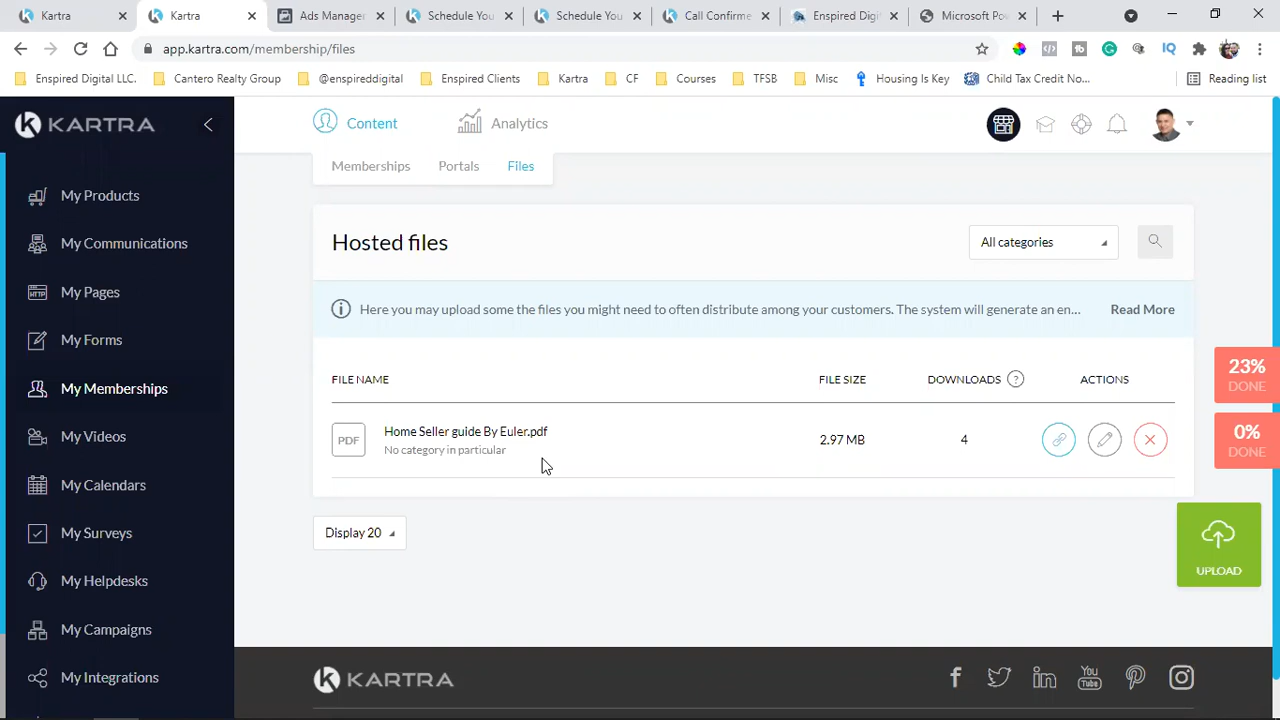 Kartra
Kartra
Ads Manager
Schedule You
Schedule You
Call Confirme
Enspired Digi
Microsoft Po
app.kartra.com/membership/files
Enspired Digital LLC.
Cantero Realty Group
@enspireddigital
Enspired Clients
Kartra
CF
Courses
TFSB
Misc
Housing Is Key
Child Tax Credit No...
Reading list
KARTRA
Content
Analytics
Memberships
Portals
Files
My Products
My Communications
My Pages
My Forms
My Memberships
My Videos
My Calendars
My Surveys
My Helpdesks
My Campaigns
My Integrations
Hosted files
All categories
Here you may upload some the files you might need to often distribute among your customers. The system will generate an en...
Read More
FILE NAME
FILE SIZE
DOWNLOADS ?
ACTIONS
PDF
Home Seller guide By Euler.pdf
No category in particular
2.97 MB
4
Display 20
23%
DONE
0%
DONE
UPLOAD
KARTRA